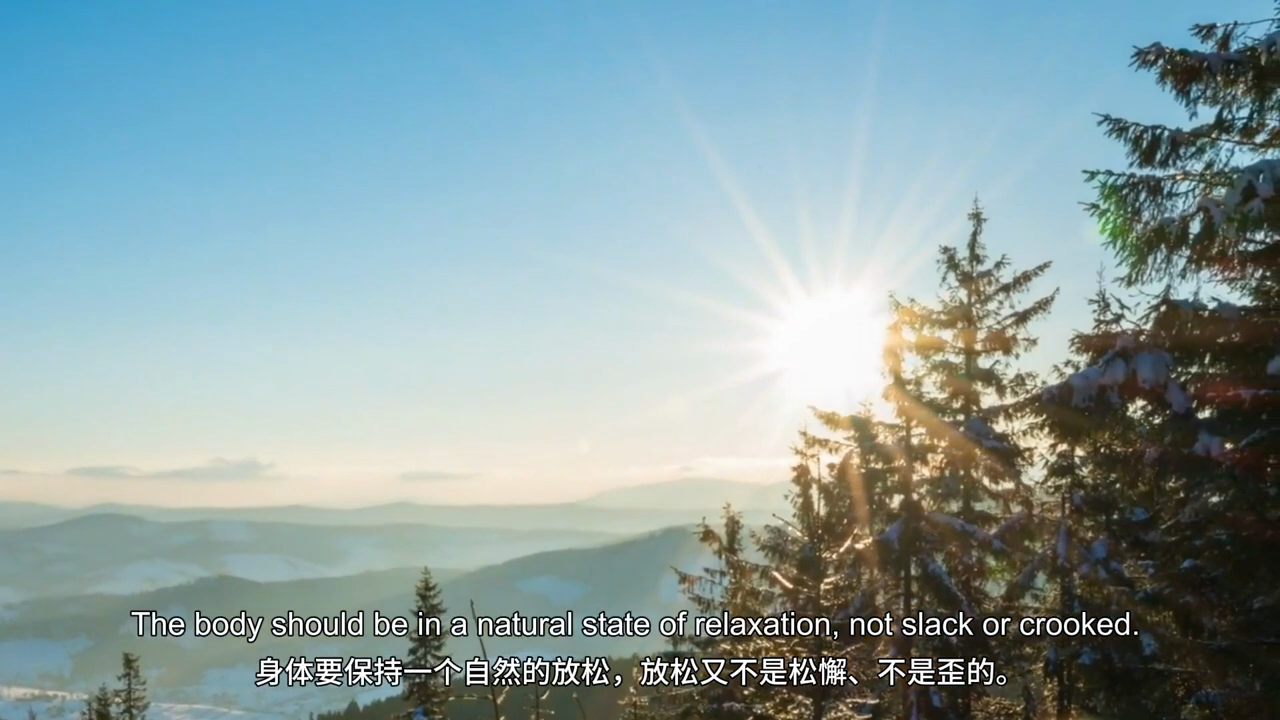 The body should be in a natural state of relaxation, not slack or crooked.
身体要保持一个自然的放松，放松又不是松懈、不是歪的。